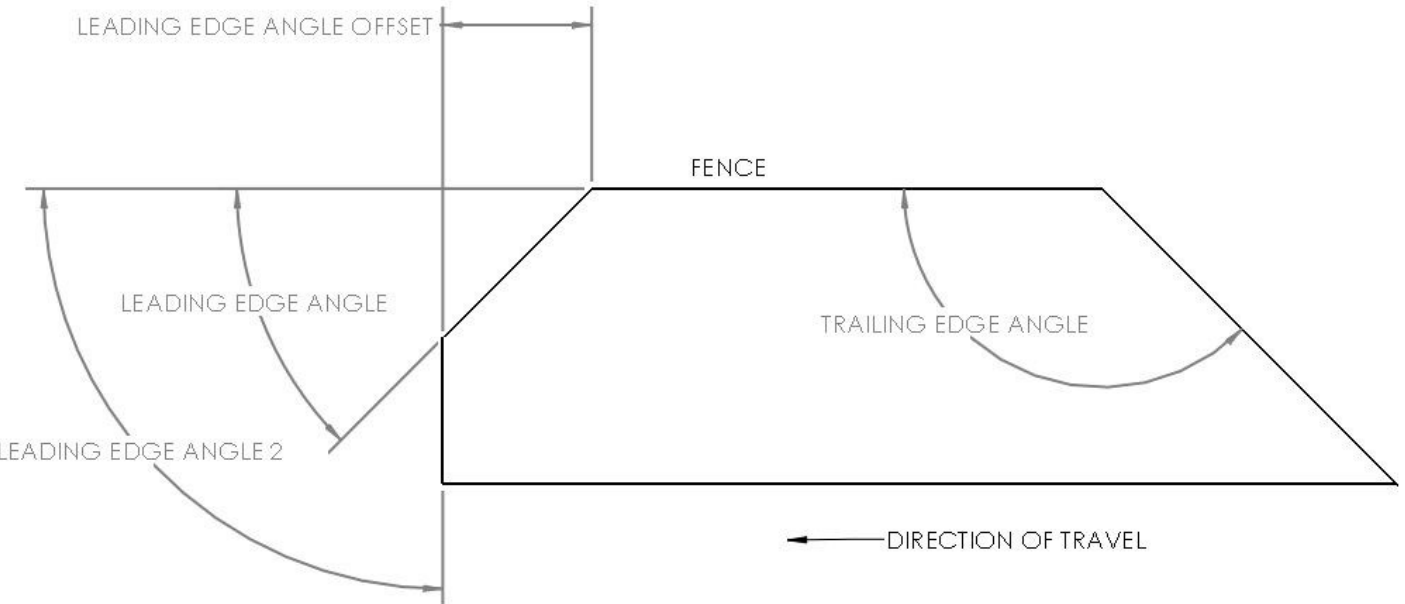 LEADING EDGE ANGLE OFFSET
FENCE
LEADING EDGE ANGLE
TRAILING EDGE ANGLE
LEADING EDGE ANGLE 2
DIRECTION OF TRAVEL